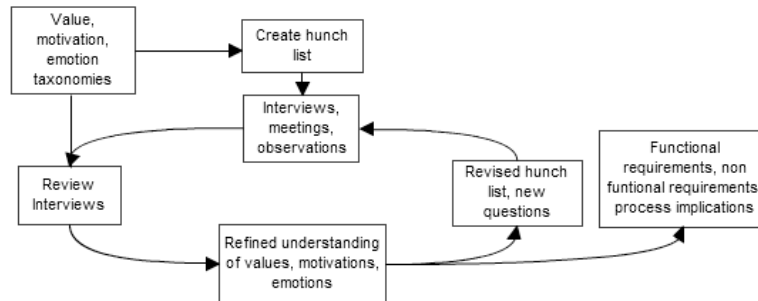 Value,
motivation,
emotion
taxonomies
Create hunch
list
Interviews,
meetings,
observations
Review
Interviews
Refined understanding
of values, motivations,
emotions
Revised hunch
list, new
questions
Functional
requirements, non
funtional requirements
process implications